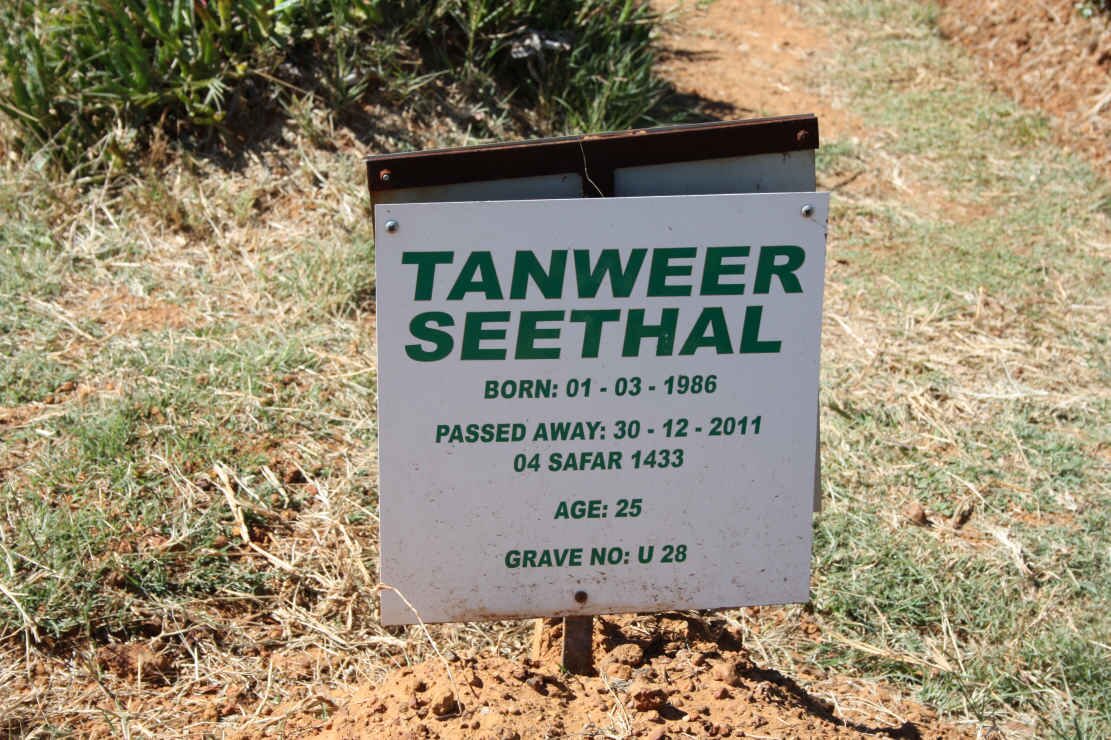 TANWEER
SEETHAL
BORN: 01 - 03 - 1986
PASSED AWAY: 30 - 12 - 2011
04 SAFAR 1433
AGE: 25
GRAVE NO: U 28